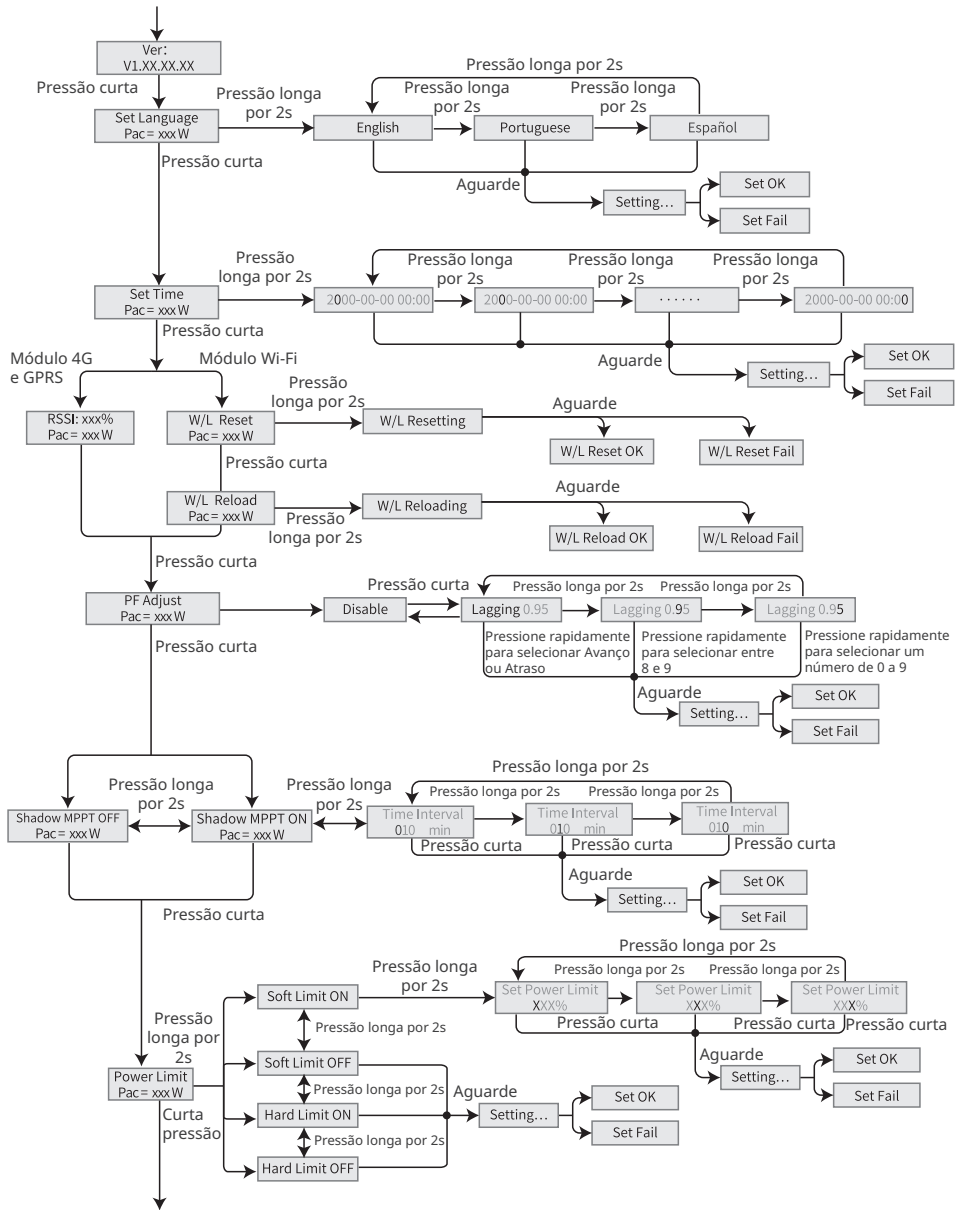 Ver:
V1.XX.XX.XX
Pressão curta
Set Language
Pac= xxx W
Pressão longa
por 2s
Pressão longa por 2s
Pressão longa
por 2s
Pressão longa
por 2s
English
Portuguese
Español
Pressão curta
Aguarde
Setting...
Set OK
Set Fail
Set Time
Pac= xxx W
Pressão
longa por 2s
Pressão longa
por 2s
Pressão longa
por 2s
Pressão longa
por 2s
2000-00-00 00:00
2000-00-00 00:00
......
2000-00-00 00:00
Pressão curta
Aguarde
Setting...
Set OK
Set Fail
Módulo 4G
e GPRS
Módulo Wi-Fi
RSSI: xxx%
Pac= xxx W
W/L Reset
Pac= xxx W
Pressão
longa por 2s
W/L Resetting
Aguarde
W/L Reset OK
W/L Reset Fail
Pressão curta
W/L Reload
Pac= xxx W
Pressão
longa por 2s
W/L Reloading
Aguarde
W/L Reload OK
W/L Reload Fail
Pressão curta
PF Adjust
Pac= xxx W
Disable
Pressão curta
Pressão longa por 2s
Pressão longa por 2s
Lagging 0.95
Lagging 0.95
Lagging 0.95
Pressione rapidamente
para selecionar Avanço
ou Atraso
Pressione rapidamente
para selecionar entre
8 e 9
Pressione rapidamente
para selecionar um
número de 0 a 9
Pressão curta
Aguarde
Setting...
Set OK
Set Fail
Shadow MPPT OFF
Pac= xxx W
Pressão longa
por 2s
Shadow MPPT ON
Pac= xxx W
Pressão longa
por 2s
Pressão longa por 2s
Pressão longa por 2s
Pressão longa por 2s
Time Interval
010 min
Time Interval
010 min
Time Interval
010 min
Pressão curta
Pressão curta
Pressão curta
Aguarde
Setting...
Set OK
Set Fail
Pressão curta
Pressão
longa por
2s
Power Limit
Pac= xxx W
Curta
pressão
Soft Limit ON
Pressão longa por 2s
Soft Limit OFF
Pressão longa por 2s
Hard Limit ON
Pressão longa por 2s
Hard Limit OFF
Pressão longa
por 2s
Pressão longa por 2s
Pressão longa por 2s
Pressão longa por 2s
Set Power Limit
XXX%
Set Power Limit
XXX%
Set Power Limit
XXX%
Pressão curta
Pressão curta
Pressão curta
Aguarde
Setting...
Set OK
Set Fail
Aguarde
Setting...
Set OK
Set Fail